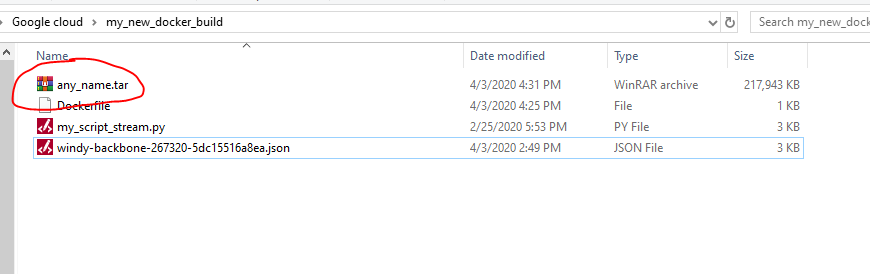 Google cloud > my_new_docker_build
Search my_new_dock
Name Date modified Type Size
any_name.tar 4/3/2020 4:31 PM WinRAR archive 217,943 KB
Dockerfile 4/3/2020 4:25 PM File 1 KB
my_script_stream.py 2/25/2020 5:53 PM PY File 3 KB
windy-backbone-267320-5dc15516a8ea.json 4/3/2020 2:49 PM JSON File 3 KB